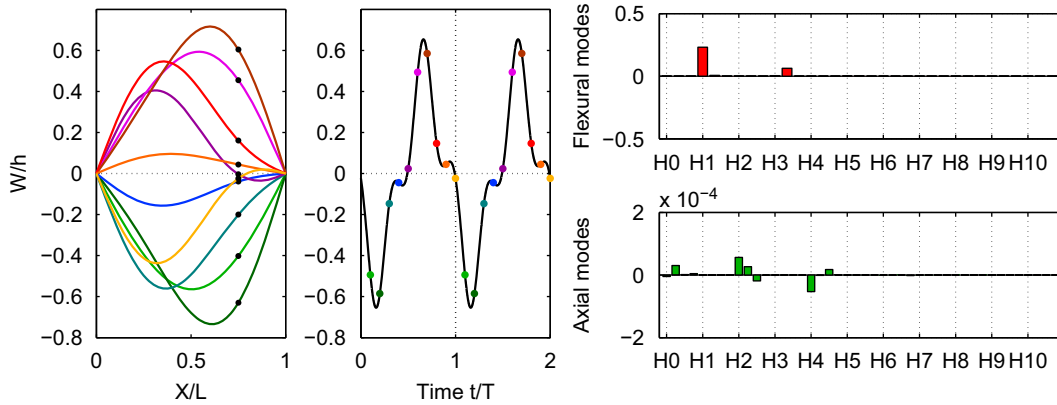 W/h
0.6
0.4
0.2
0
−0.2
−0.4
−0.6
−0.8
0 0.5 1
X/L
0.6
0.4
0.2
0
−0.2
−0.4
−0.6
−0.8
0 1 2
Time t/T
Flexural modes
0.5
0
−0.5
H0 H1 H2 H3 H4 H5 H6 H7 H8 H9 H10
Axial modes
x 10⁻⁴
2
0
−2
H0 H1 H2 H3 H4 H5 H6 H7 H8 H9 H10